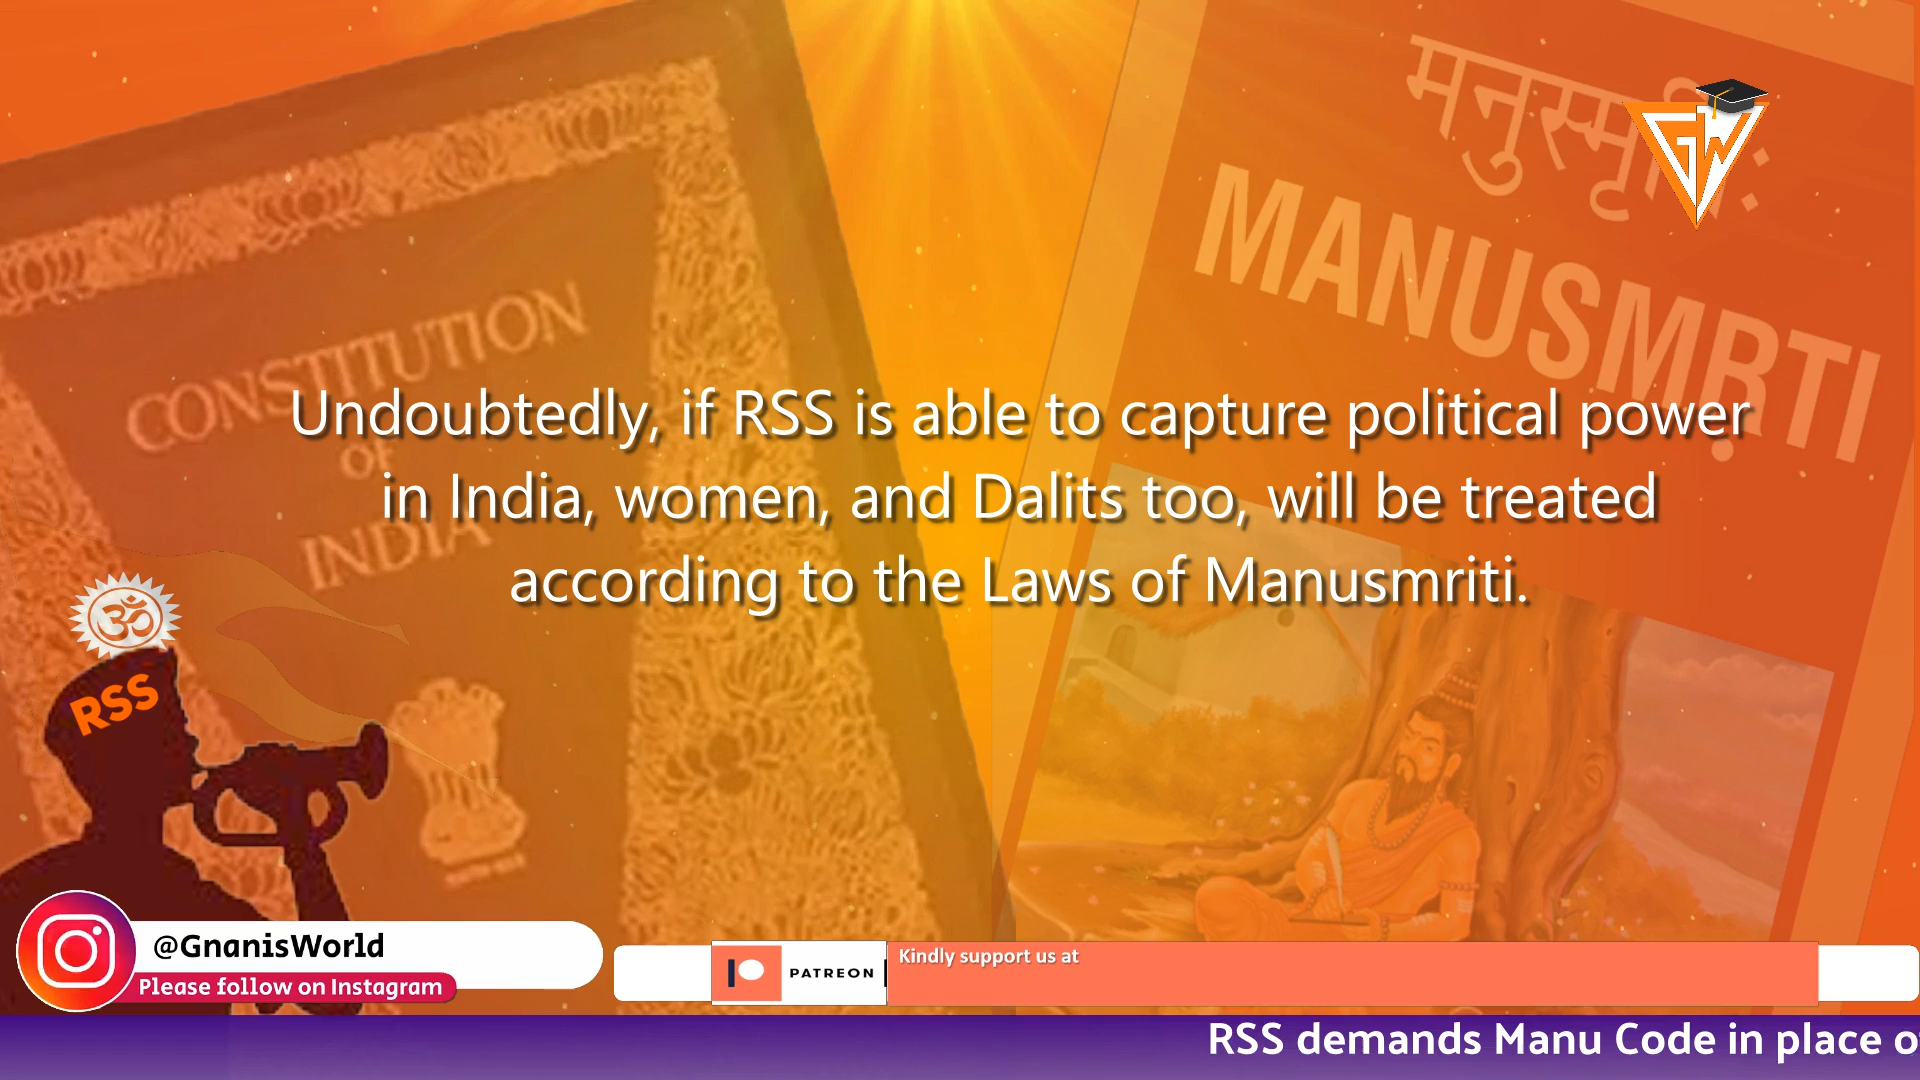 CONSTITUTION
OF
INDIA
MANUSMṚTI
Undoubtedly, if RSS is able to capture political power
in India, women, and Dalits too, will be treated
according to the Laws of Manusmriti.
ॐ
RSS
GW
@GnanisWorld
Please follow on Instagram
PATREON
Kindly support us at
RSS demands Manu Code in place